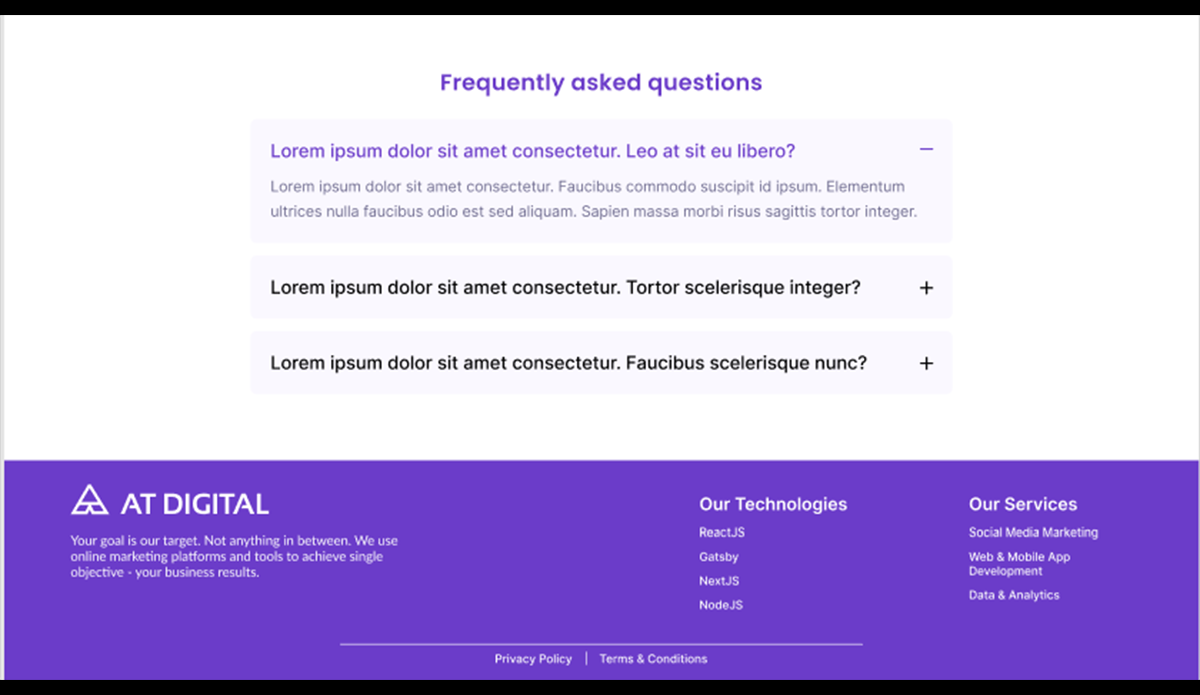 Frequently asked questions
Lorem ipsum dolor sit amet consectetur. Leo at sit eu libero?
Lorem ipsum dolor sit amet consectetur. Faucibus commodo suscipit id ipsum. Elementum
ultrices nulla faucibus odio est sed aliquam. Sapien massa morbi risus sagittis tortor integer.
Lorem ipsum dolor sit amet consectetur. Tortor scelerisque integer?
Lorem ipsum dolor sit amet consectetur. Faucibus scelerisque nunc?
AT DIGITAL
Your goal is our target. Not anything in between. We use
online marketing platforms and tools to achieve single
objective - your business results.
Our Technologies
ReactJS
Gatsby
NextJS
NodeJS
Our Services
Social Media Marketing
Web & Mobile App
Development
Data & Analytics
Privacy Policy | Terms & Conditions